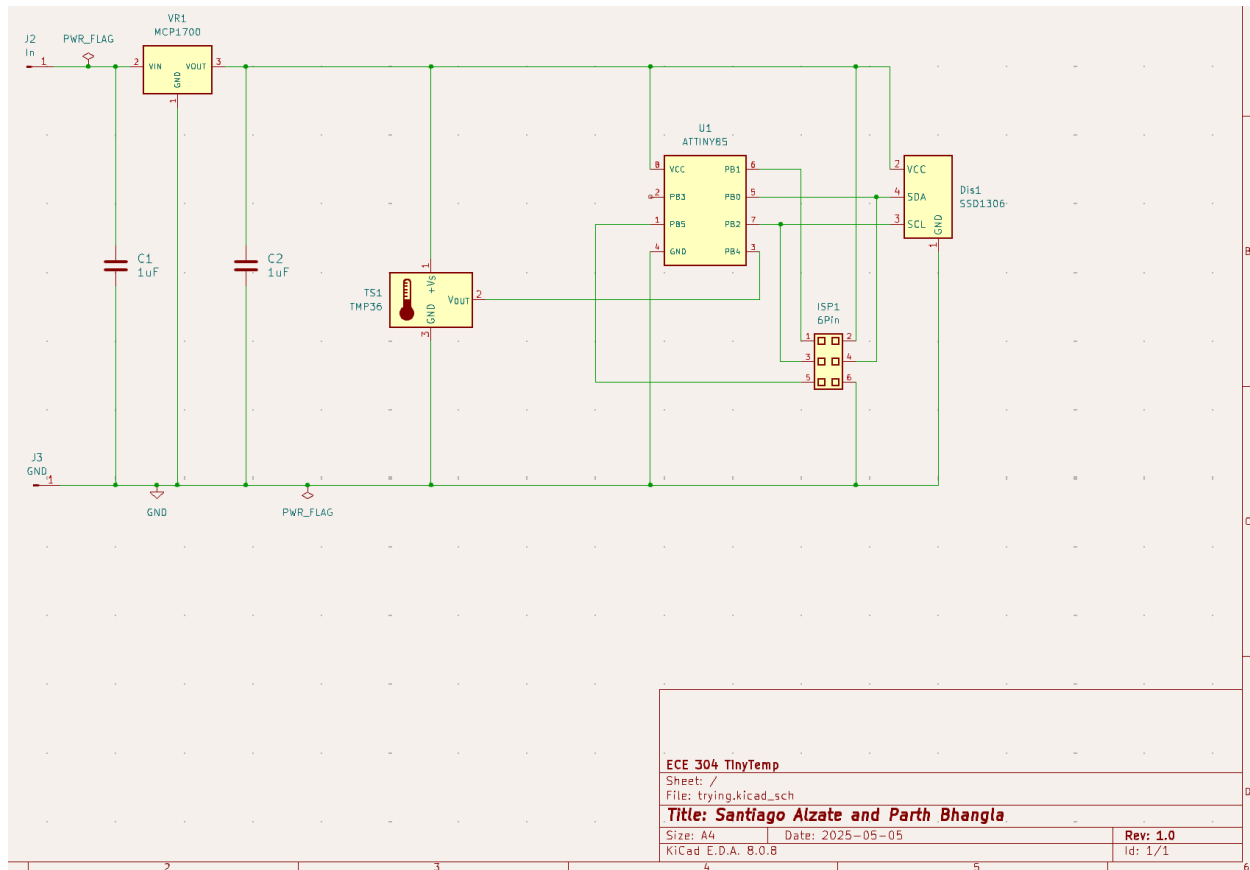 VR1
MCP1700
J2
In
1
PWR_FLAG
2
VIN
VOUT
GND
3
1
C1
1uF
C2
1uF
TS1
TMP36
1
+Vs
GND
VOUT
2
3
U1
ATTINY85
8
VCC
PB1
6
2
PB3
PB0
5
1
PB5
PB2
7
4
GND
PB4
3
2
VCC
4
SDA
3
SCL
GND
1
Dis1
SSD1306
ISP1
6Pin
1
2
3
4
5
6
J3
GND
1
GND
PWR_FLAG
B
C
D
ECE 304 TinyTemp
Sheet: /
File: trying.kicad_sch
Title: Santiago Alzate and Parth Bhangla
Size: A4
Date: 2025-05-05
Rev: 1.0
KiCad E.D.A. 8.0.8
Id: 1/1
2
3
4
5
6